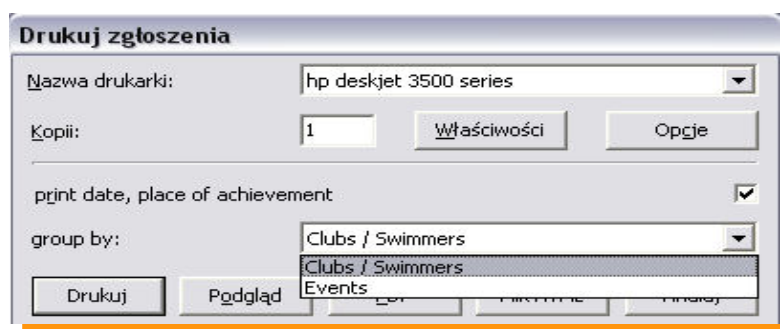 Drukuj zgłoszenia
Nazwa drukarki: hp deskjet 3500 series
Kopii: 1 Właściwości Opcje
print date, place of achievement
group by: Clubs / Swimmers
Clubs / Swimmers
Events
Drukuj Podgląd